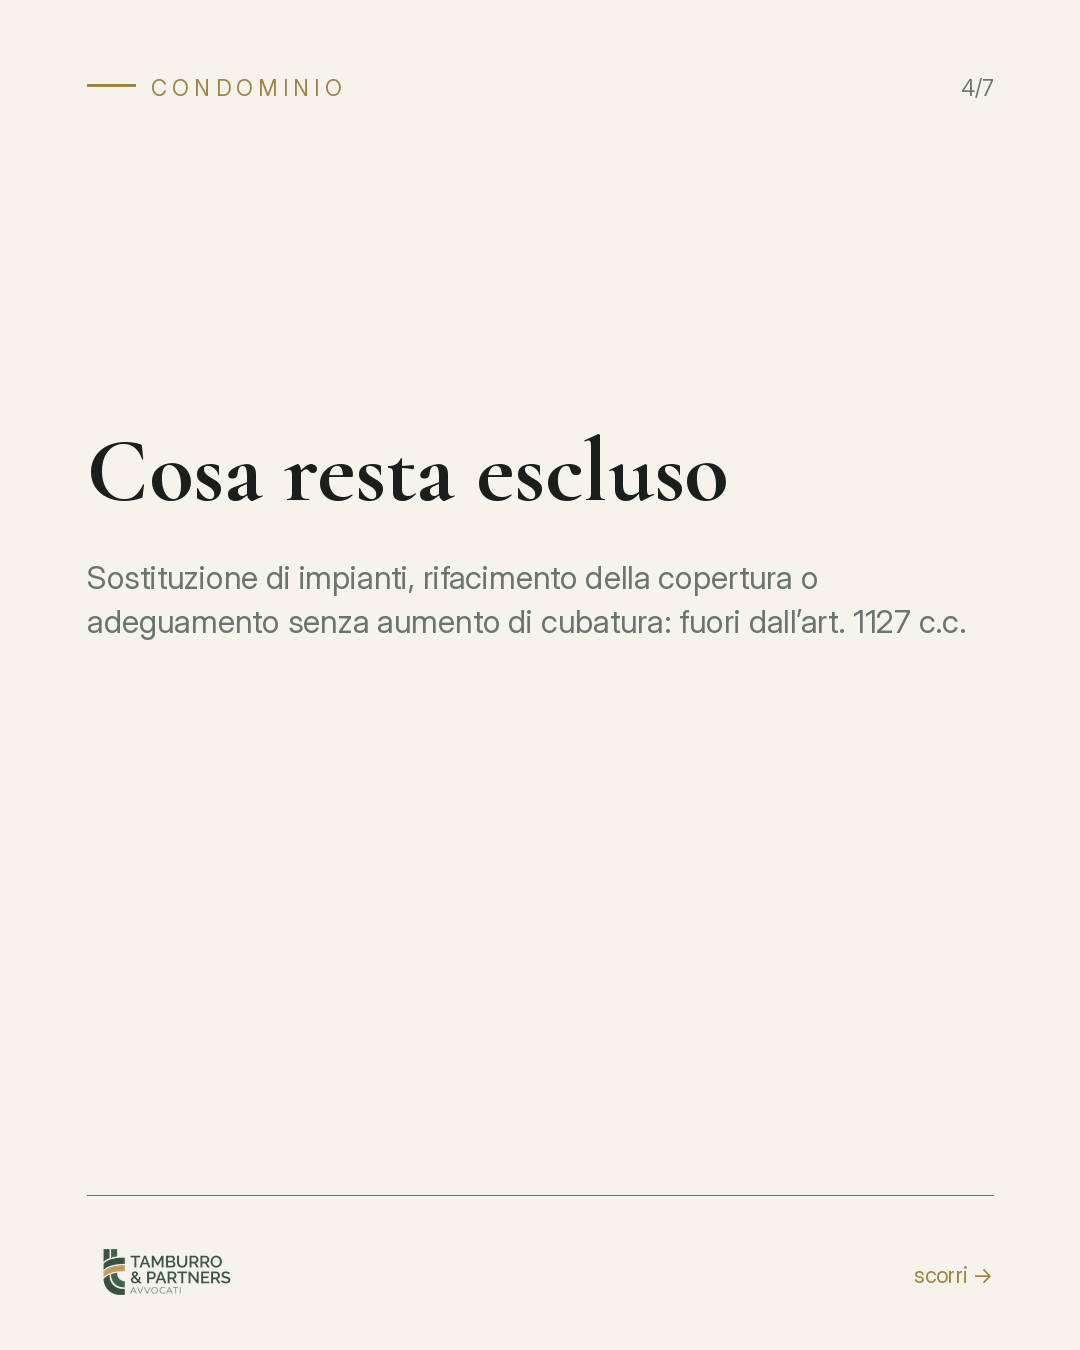 CONDOMINIO
4/7
Cosa resta escluso
Sostituzione di impianti, rifacimento della copertura o
adeguamento senza aumento di cubatura: fuori dall’art. 1127 c.c.
TAMBURRO
& PARTNERS
AVVOCATI
scorri →